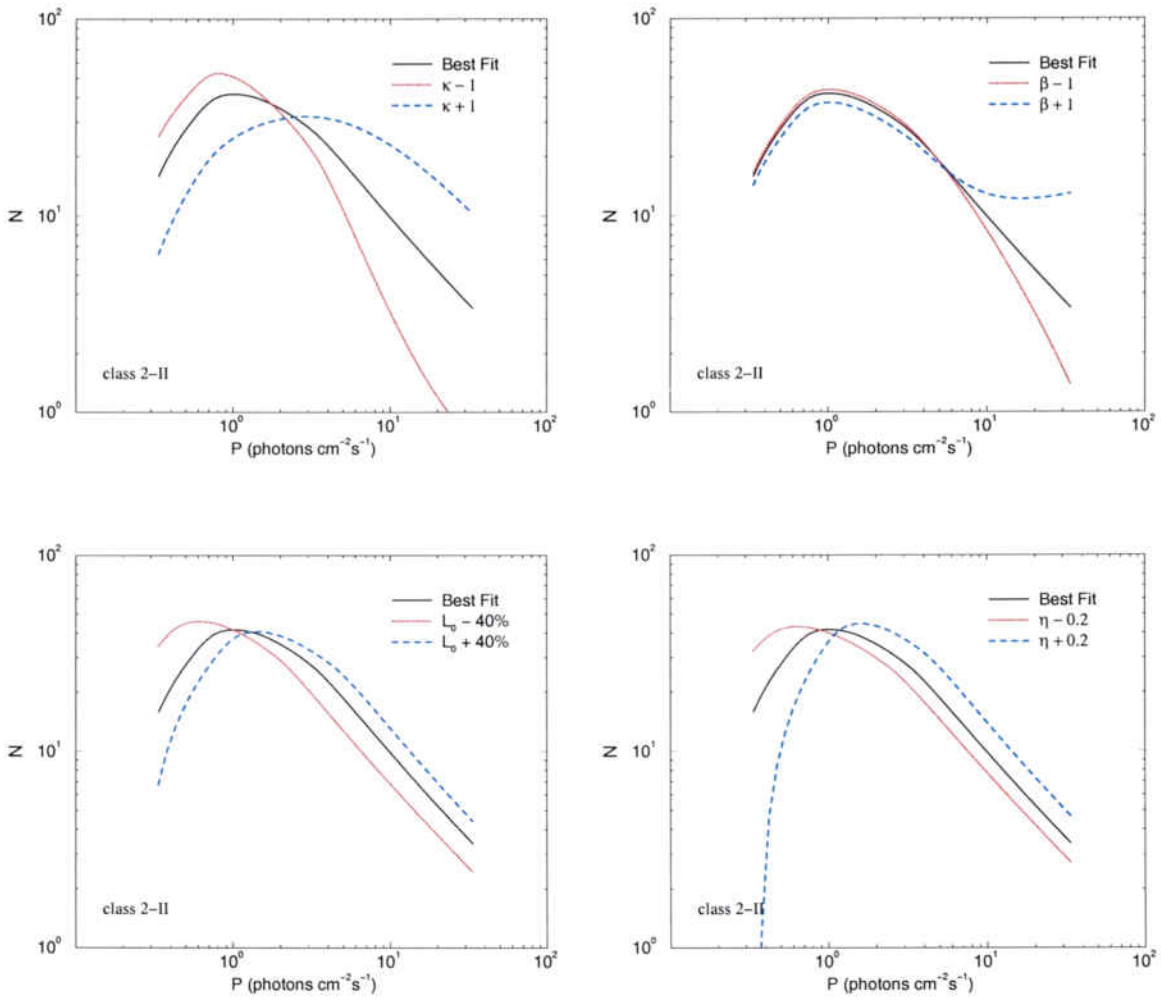 10²
Best Fit
κ − 1
κ + 1
N
10¹
class 2−II
10⁰
10⁰
10¹
10²
P (photons cm⁻²s⁻¹)
10²
Best Fit
β − 1
β + 1
N
10¹
class 2−II
10⁰
10⁰
10¹
10²
P (photons cm⁻²s⁻¹)
10²
Best Fit
L₀ − 40%
L₀ + 40%
N
10¹
class 2−II
10⁰
10⁰
10¹
10²
P (photons cm⁻²s⁻¹)
10²
Best Fit
η − 0.2
η + 0.2
N
10¹
class 2−II
10⁰
10⁰
10¹
10²
P (photons cm⁻²s⁻¹)